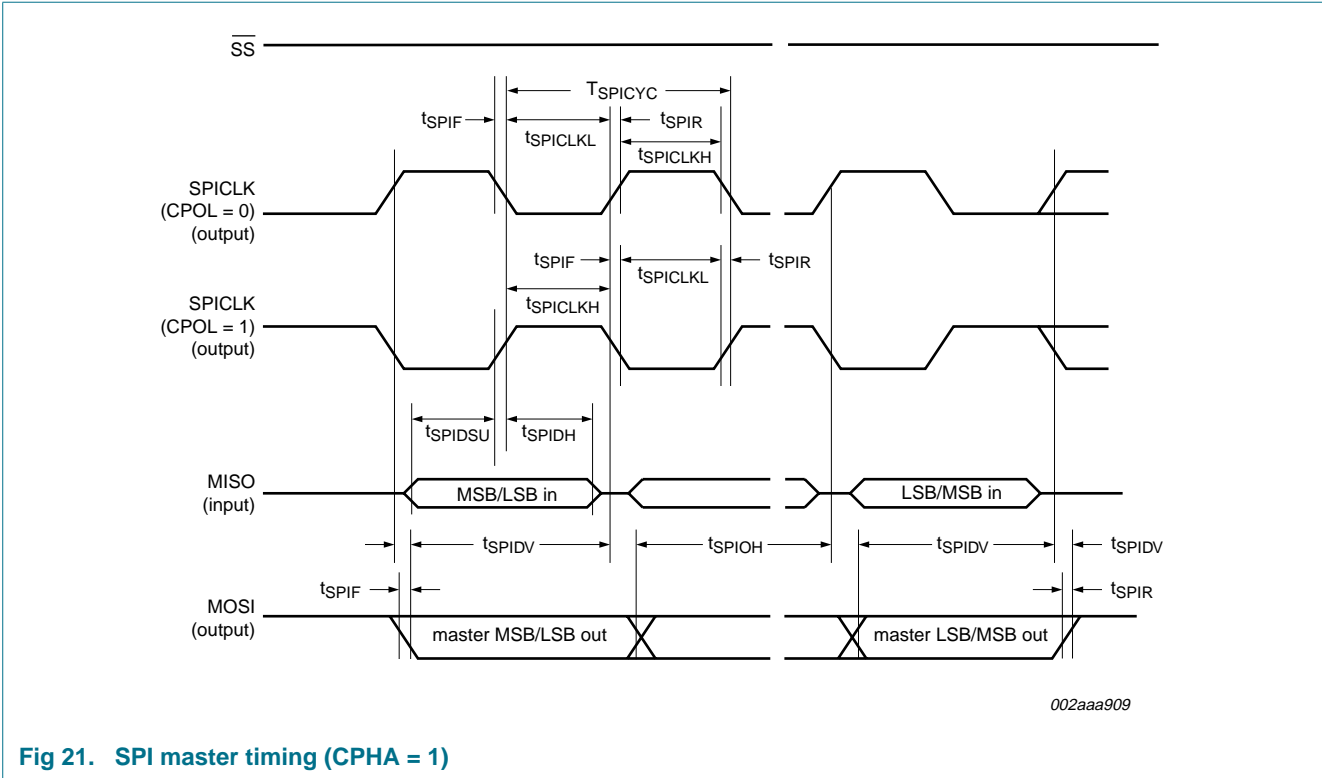 SS
TSPICYC
tSPIF
tSPIR
tSPICLKL
tSPICLKH
SPICLK
(CPOL = 0)
(output)
tSPIF
tSPICLKL
tSPIR
tSPICLKH
SPICLK
(CPOL = 1)
(output)
tSPIDSU
tSPIDH
MISO
(input)
MSB/LSB in
LSB/MSB in
tSPIDV
tSPIOH
tSPIDV
tSPIDV
tSPIF
tSPIR
MOSI
(output)
master MSB/LSB out
master LSB/MSB out
002aaa909
Fig 21. SPI master timing (CPHA = 1)